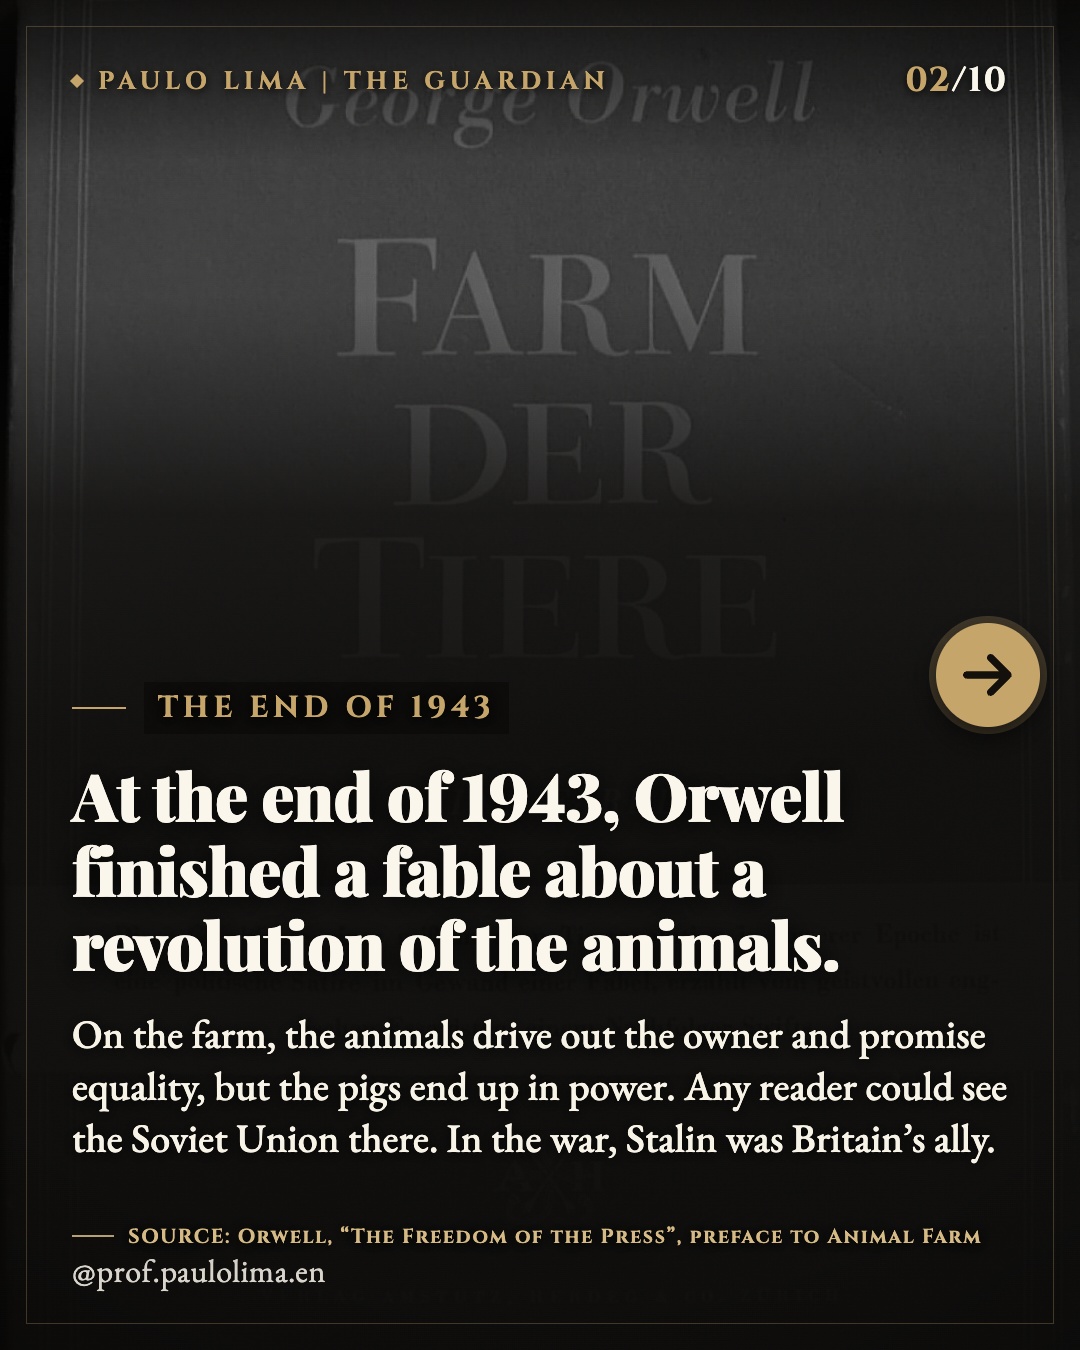 ◆ PAULO LIMA | THE GUARDIAN
02/10
George Orwell
FARM
DER
TIERE
THE END OF 1943
At the end of 1943, Orwell
finished a fable about a
revolution of the animals.
On the farm, the animals drive out the owner and promise
equality, but the pigs end up in power. Any reader could see
the Soviet Union there. In the war, Stalin was Britain’s ally.
SOURCE: ORWELL, “THE FREEDOM OF THE PRESS”, PREFACE TO ANIMAL FARM
@prof.paulolima.en